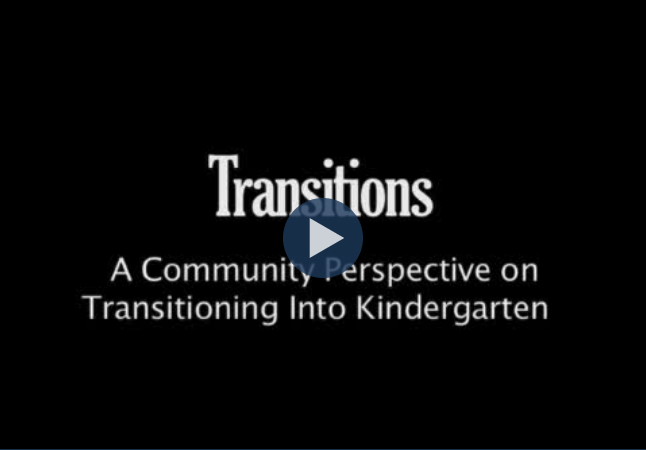 Transitions
A Community Perspective on
Transitioning Into Kindergarten